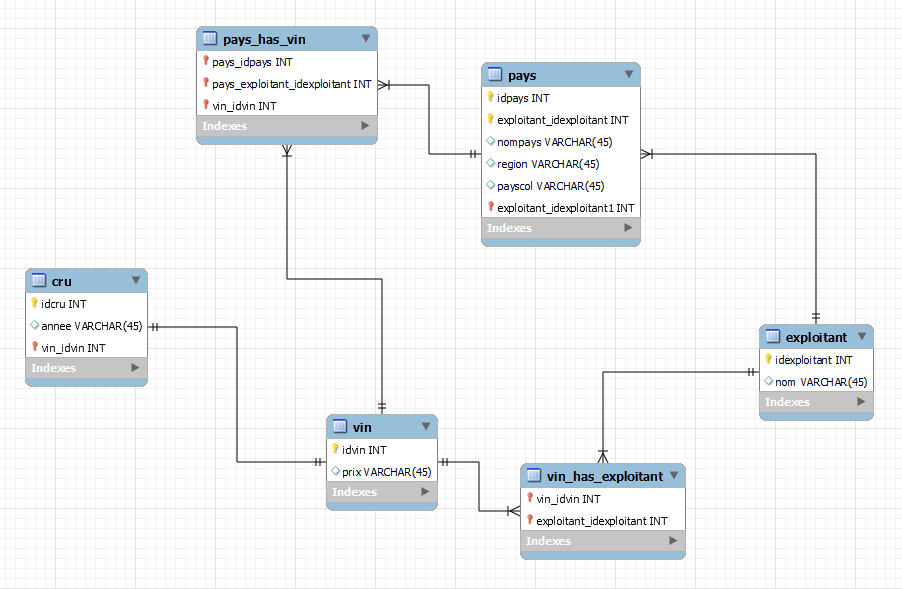 pays_has_vin
pays_idpays INT
pays_exploitant_idexploitant INT
vin_idvin INT
Indexes
pays
idpays INT
exploitant_idexploitant INT
nompays VARCHAR(45)
region VARCHAR(45)
payscol VARCHAR(45)
exploitant_idexploitant1 INT
Indexes
cru
idcru INT
annee VARCHAR(45)
vin_idvin INT
Indexes
exploitant
idexploitant INT
nom VARCHAR(45)
Indexes
vin
idvin INT
prix VARCHAR(45)
Indexes
vin_has_exploitant
vin_idvin INT
exploitant_idexploitant INT
Indexes